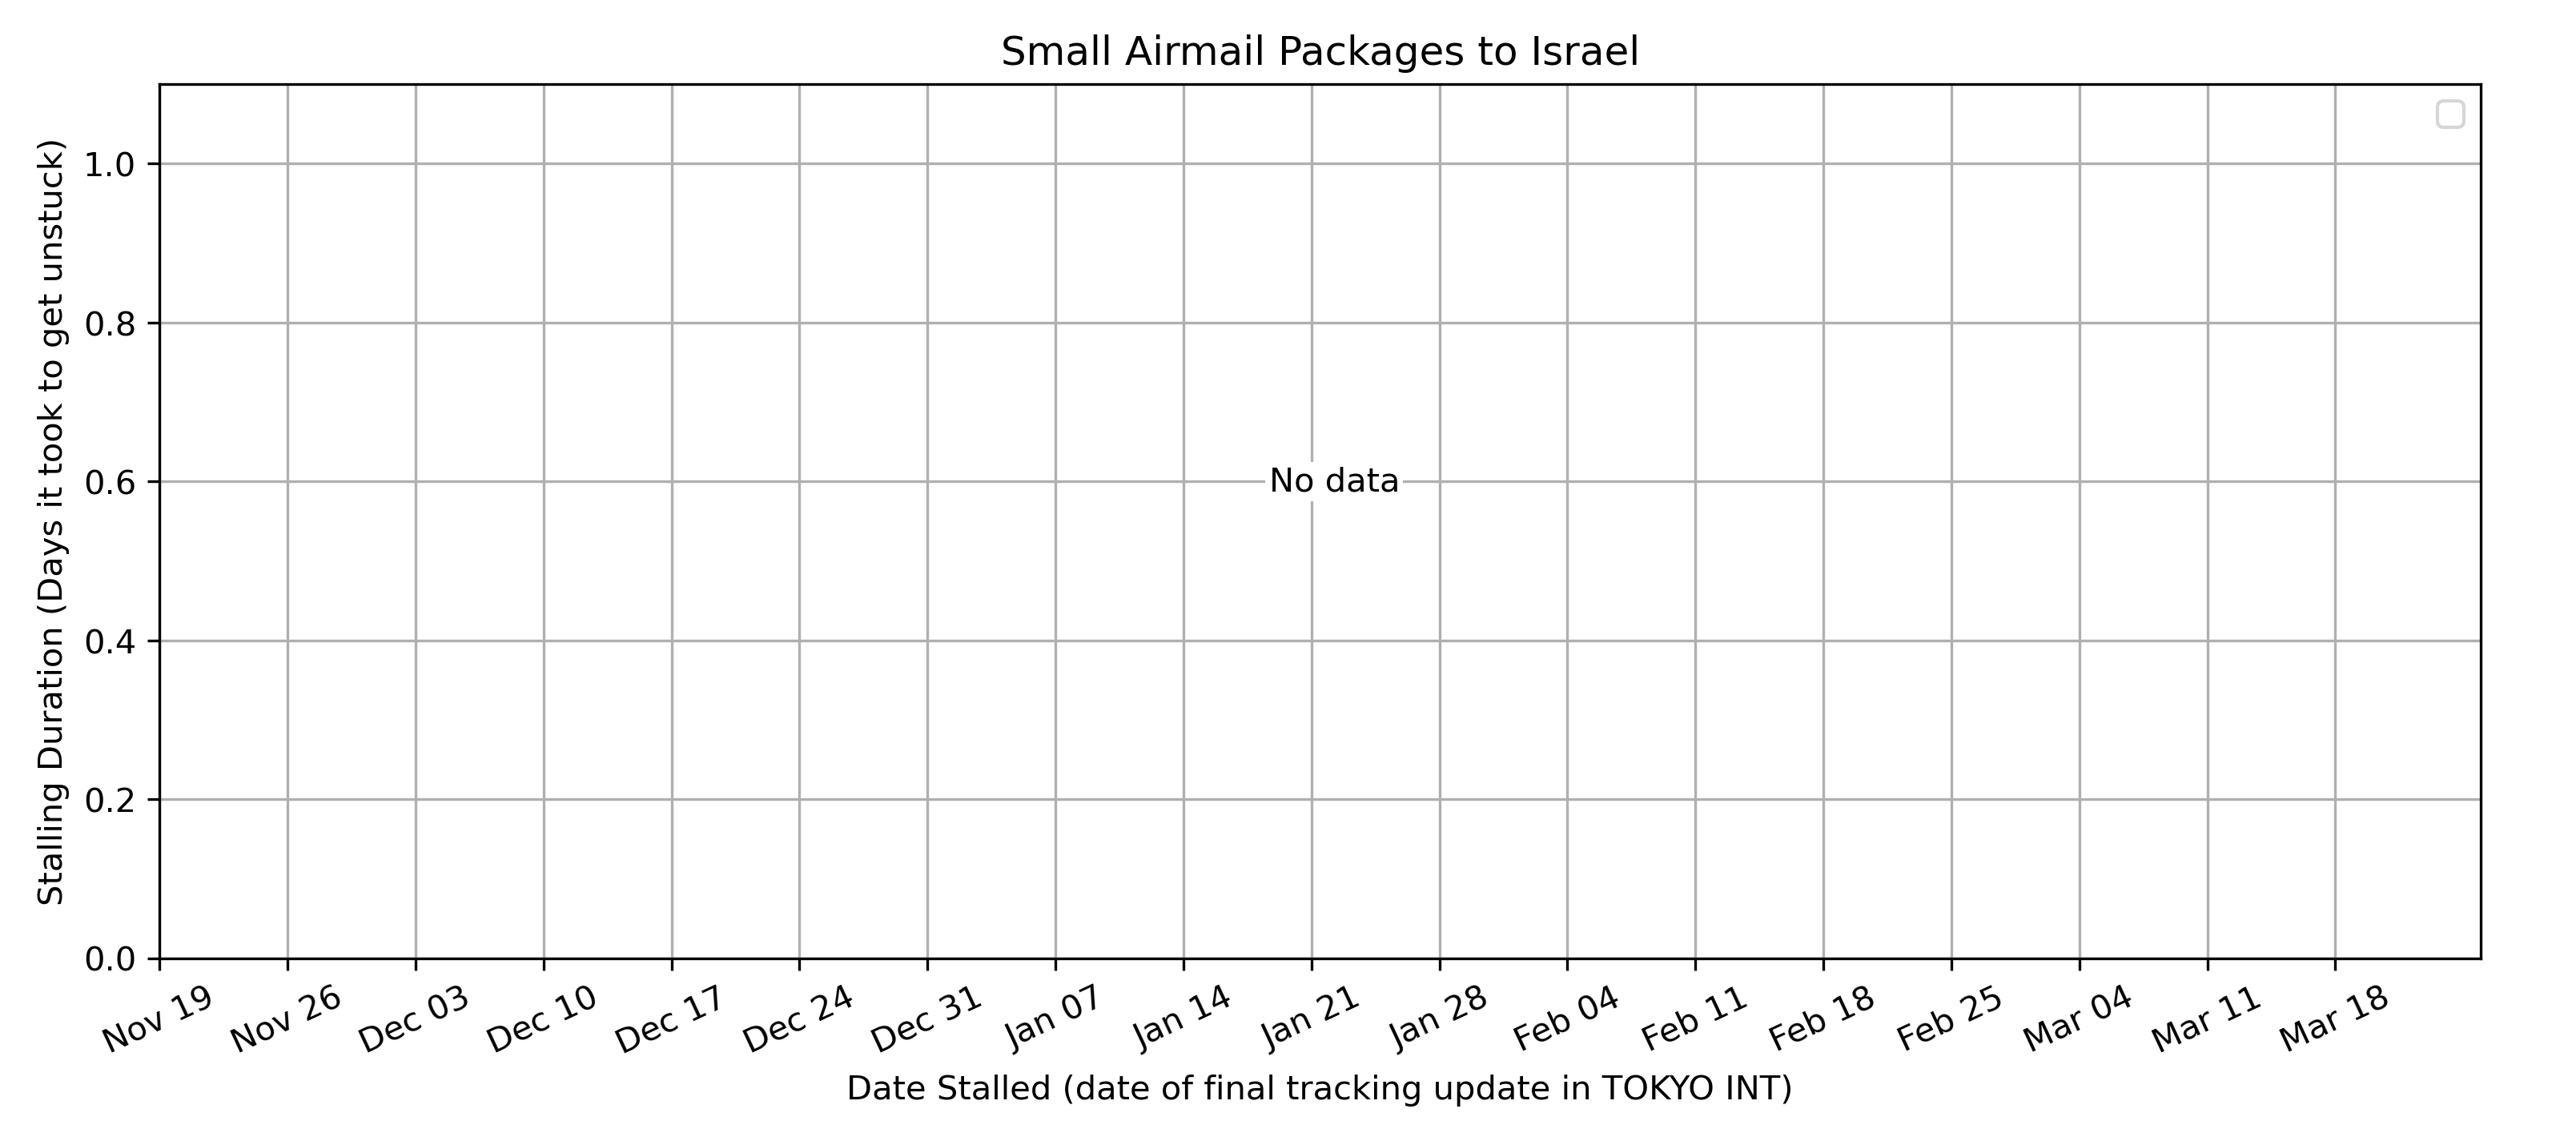 Small Airmail Packages to Israel
Stalling Duration (Days it took to get unstuck)
1.0
0.8
0.6
0.4
0.2
0.0
No data
Nov 19
Nov 26
Dec 03
Dec 10
Dec 17
Dec 24
Dec 31
Jan 07
Jan 14
Jan 21
Jan 28
Feb 04
Feb 11
Feb 18
Feb 25
Mar 04
Mar 11
Mar 18
Date Stalled (date of final tracking update in TOKYO INT)